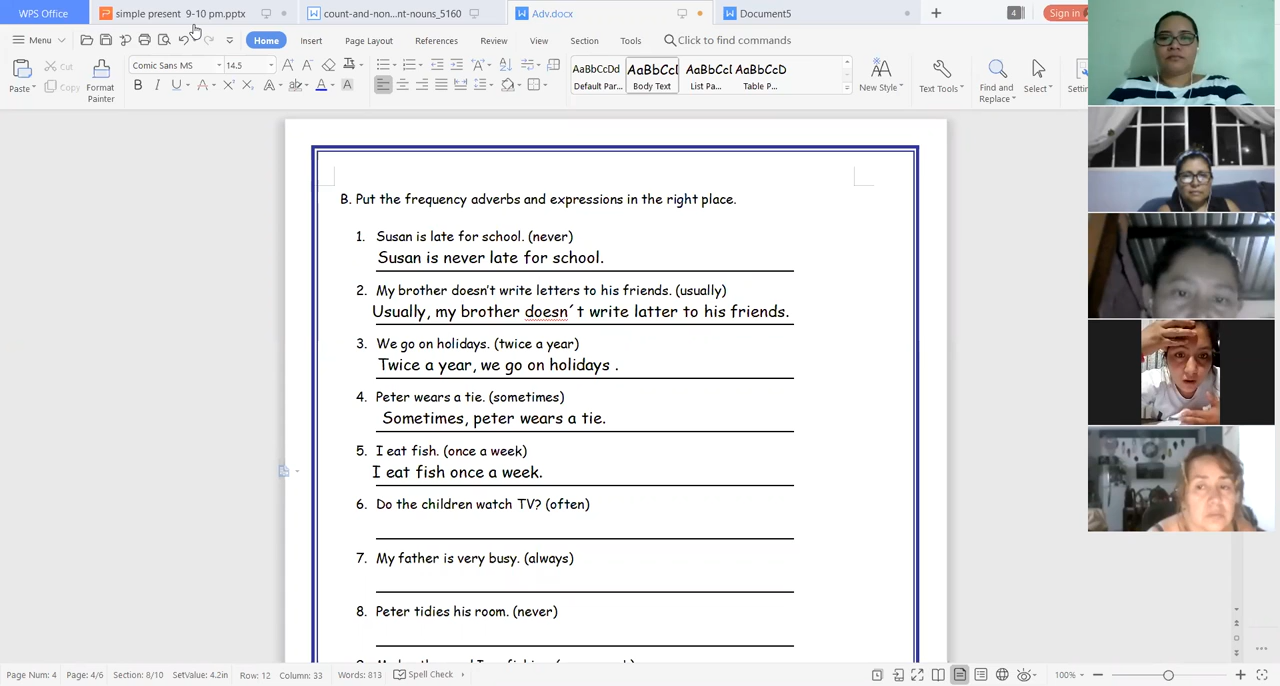 WPS Office
simple present 9-10 pm.pptx
count-and-non...nt-nouns_5160
Adv.docx
Document5
4
Sign in
Menu
Home
Insert
Page Layout
References
Review
View
Section
Tools
Click to find commands
Paste
Cut
Copy
Format Painter
Comic Sans MS
14.5
AaBbCcDd
Default Par...
AaBbCcI
Body Text
AaBbCcI
List Pa...
AaBbCcD
Table P...
New Style
Text Tools
Find and Replace
Select
B. Put the frequency adverbs and expressions in the right place.
1. Susan is late for school. (never)
Susan is never late for school.
2. My brother doesn't write letters to his friends. (usually)
Usually, my brother doesn´t write latter to his friends.
3. We go on holidays. (twice a year)
Twice a year, we go on holidays .
4. Peter wears a tie. (sometimes)
Sometimes, peter wears a tie.
5. I eat fish. (once a week)
I eat fish once a week.
6. Do the children watch TV? (often)
7. My father is very busy. (always)
8. Peter tidies his room. (never)
Page Num: 4
Page: 4/6
Section: 8/10
SetValue: 4.2in
Row: 12
Column: 33
Words: 813
Spell Check
100%